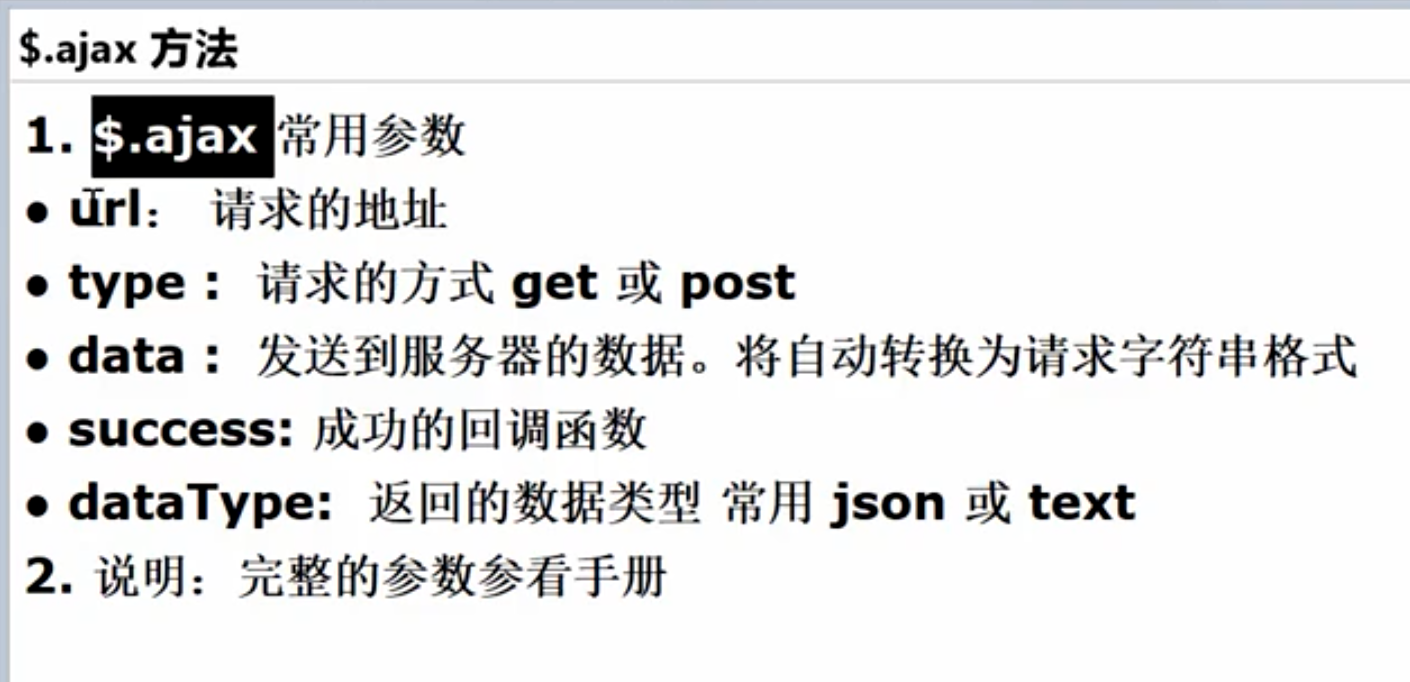 $.ajax 方法
1. $.ajax 常用参数
● url： 请求的地址
● type： 请求的方式 get 或 post
● data： 发送到服务器的数据。将自动转换为请求字符串格式
● success: 成功的回调函数
● dataType: 返回的数据类型 常用 json 或 text
2. 说明：完整的参数参看手册